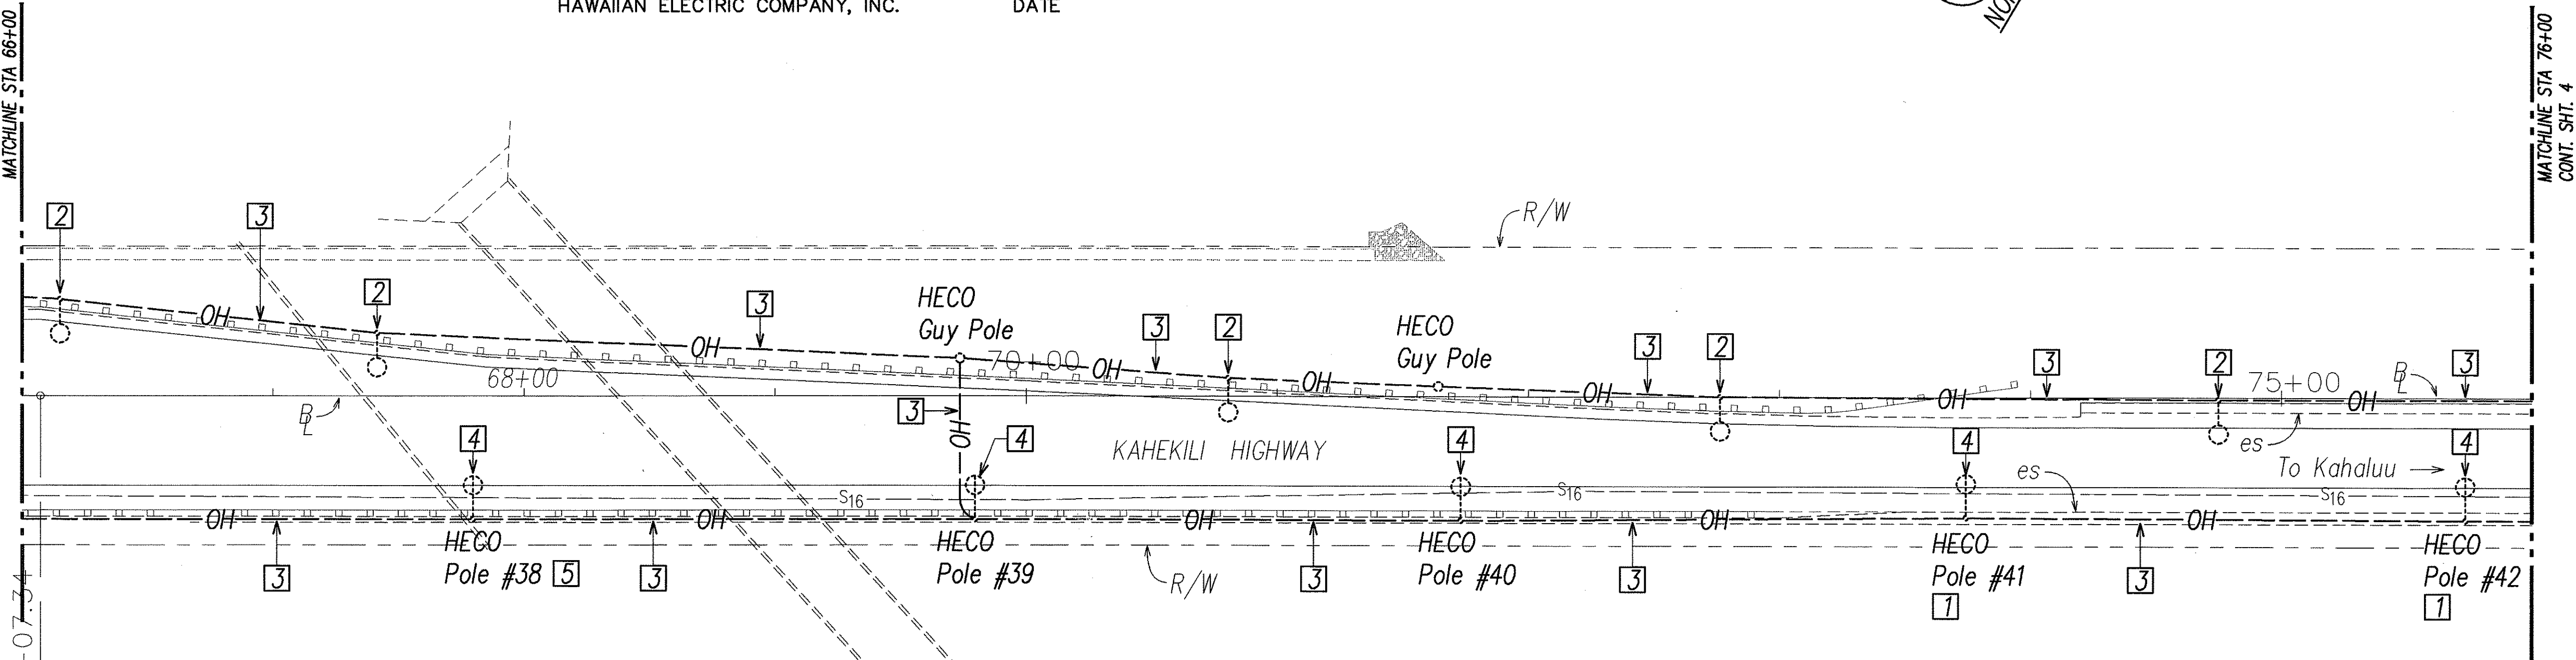 HAWAIIAN ELECTRIC COMPANY, INC. DATE
MATCHLINE STA 66+00
MATCHLINE STA 76+00
CONT. SHT. 4
R/W
2
3
2
3
HECO
Guy Pole
3
2
HECO
Guy Pole
3
2
3
2
3
OH
OH
OH
OH
OH
OH
OH
68+00
70+00
75+00
BL
BL
3
OH
4
4
KAHEKILI HIGHWAY
4
4
4
es
es
To Kahaluu
S16
S16
S16
OH
OH
OH
OH
OH
3
HECO
Pole #38 5
3
HECO
Pole #39
R/W
3
HECO
Pole #40
3
HECO
Pole #41
1
3
HECO
Pole #42
1
-07.34